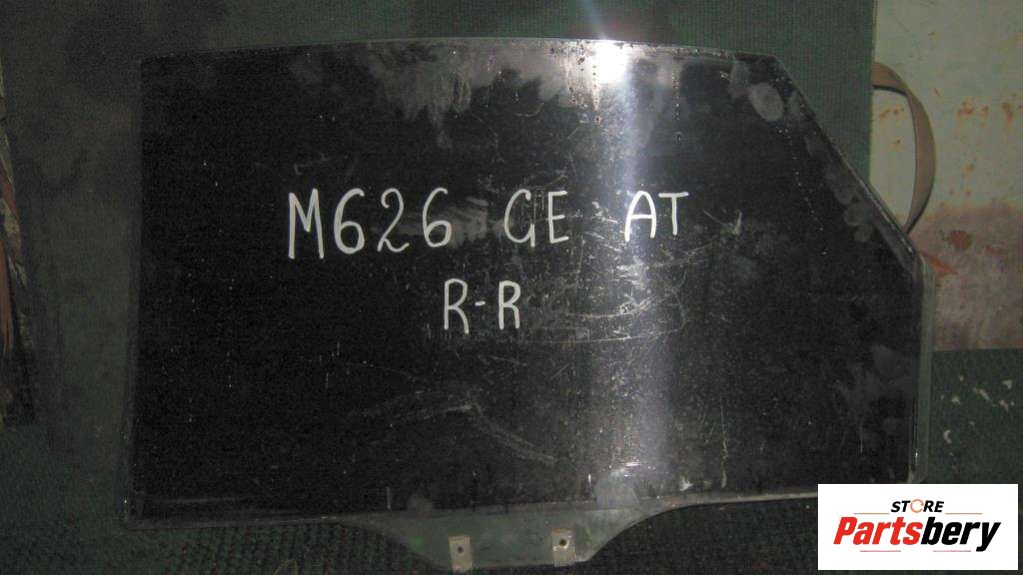 M626 GE AT
R-R
STORE
Partsbery